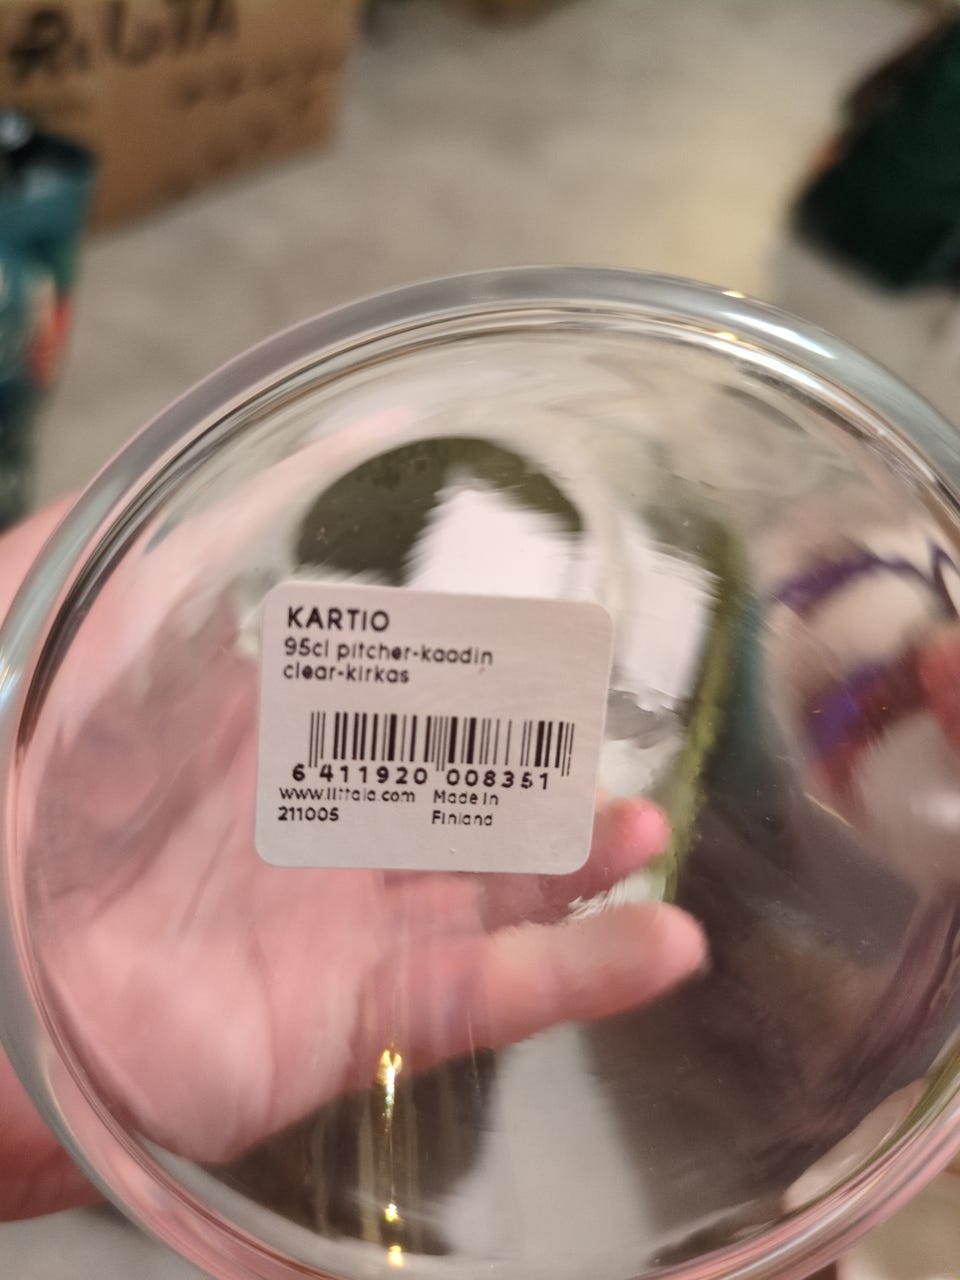 KARTIO
95cl pitcher-kaadin
clear-kirkas
6 411920 008351
www.iittala.com Made in
211005 Finland